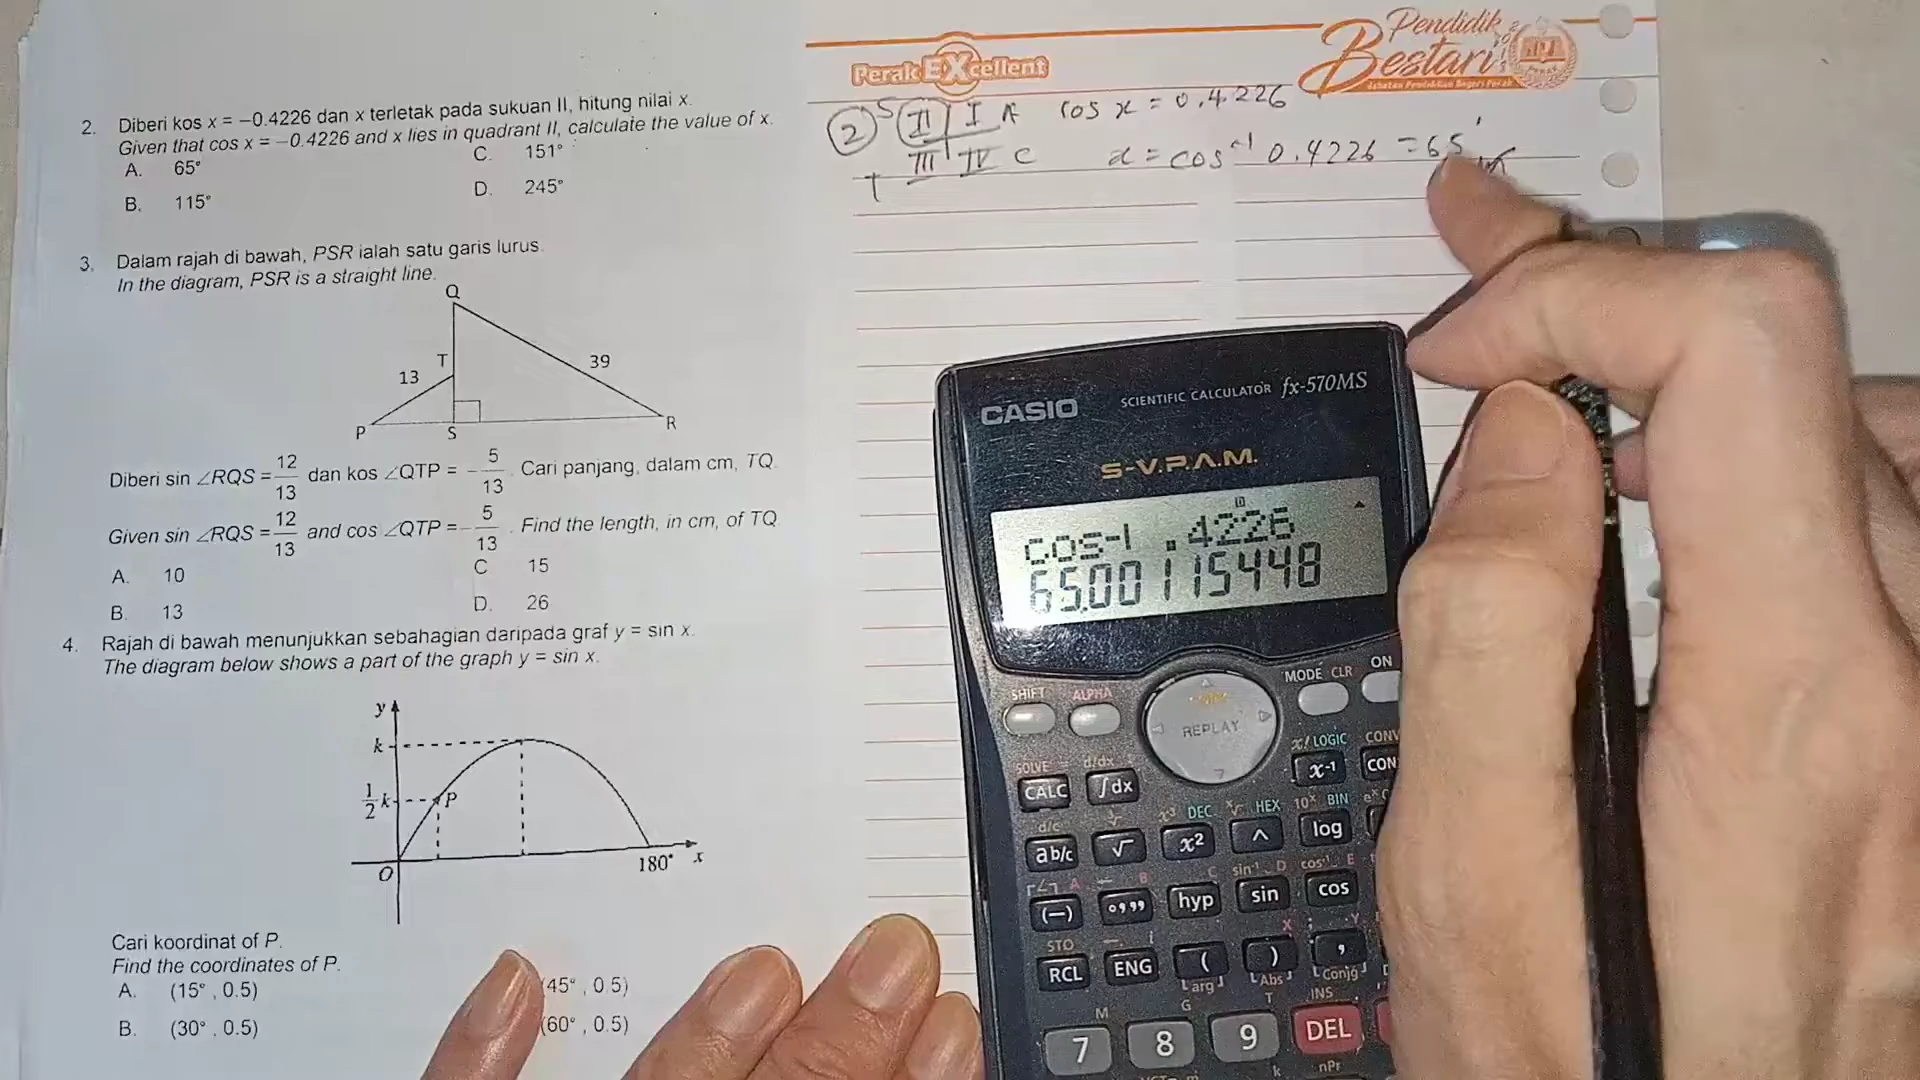 2. Diberi kos x = −0.4226 dan x terletak pada sukuan II, hitung nilai x.
Given that cos x = −0.4226 and x lies in quadrant II, calculate the value of x.
A. 65°
C. 151°
B. 115°
D. 245°
3. Dalam rajah di bawah, PSR ialah satu garis lurus.
In the diagram, PSR is a straight line.
Q
T
13
39
P
S
R
Diberi sin ∠RQS = 12/13 dan kos ∠QTP = −5/13. Cari panjang, dalam cm, TQ.
Given sin ∠RQS = 12/13 and cos ∠QTP = −5/13. Find the length, in cm, of TQ
A. 10
C 15
B. 13
D. 26
4. Rajah di bawah menunjukkan sebahagian daripada graf y = sin x.
The diagram below shows a part of the graph y = sin x.
y
k
1/2 k
P
O
180°
x
Cari koordinat of P.
Find the coordinates of P.
A. (15° , 0.5)
(45° , 0.5)
B. (30° , 0.5)
(60° , 0.5)
Perak EXcellent
Pendidik
Bestari
Jabatan Pendidikan Negeri Perak
2 S II I A cos x = 0.4226
T III IV C x = cos⁻¹ 0.4226 = 65°
CASIO
SCIENTIFIC CALCULATOR fx-570MS
S-V.P.A.M.
D
cos-1 .4226
65.00115448
SHIFT ALPHA
REPLAY
MODE CLR ON
SOLVE = d/dx
x! LOGIC CONV
CALC ∫dx
x-1 CON
d/c
x³ DEC
HEX 10ˣ BIN
ab/c √ x² ^ log
A B C sin-1 D cos-1 E
(−) °,,, hyp sin cos
STO
i
X
Y
RCL ENG ( ) ,
arg Abs Conjg
M G T INS
7 8 9 DEL
nPr